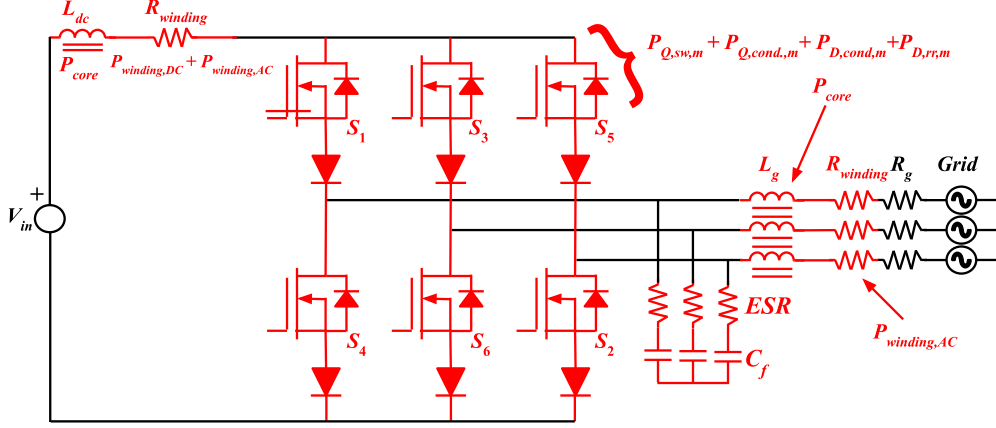 L_dc
R_winding
P_core
P_winding,DC + P_winding,AC
P_Q,sw,m + P_Q,cond.,m + P_D,cond,m + P_D,rr,m
P_core
S_1
S_3
S_5
L_g
R_winding
R_g
Grid
+
V_in
ESR
S_4
S_6
S_2
C_f
P_winding,AC